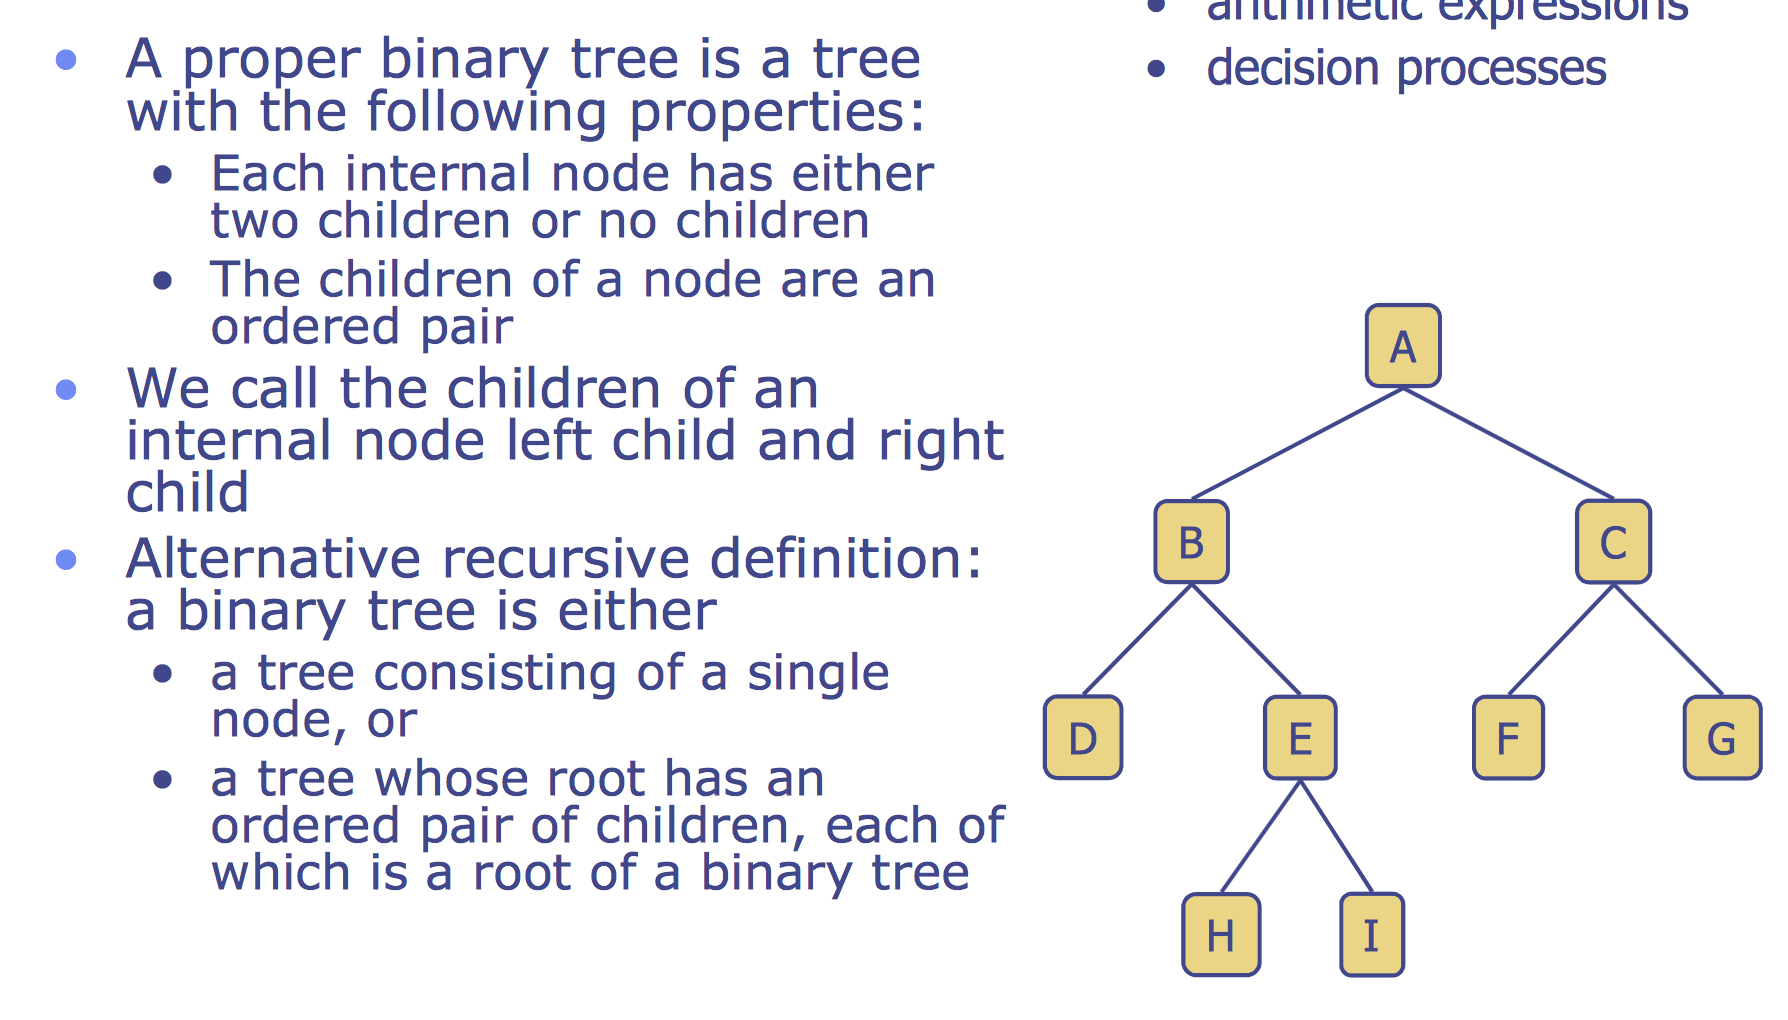 A proper binary tree is a tree
with the following properties:
Each internal node has either
two children or no children
The children of a node are an
ordered pair
We call the children of an
internal node left child and right
child
Alternative recursive definition:
a binary tree is either
a tree consisting of a single
node, or
a tree whose root has an
ordered pair of children, each of
which is a root of a binary tree
arithmetic expressions
decision processes
A
B
C
D
E
F
G
H
I